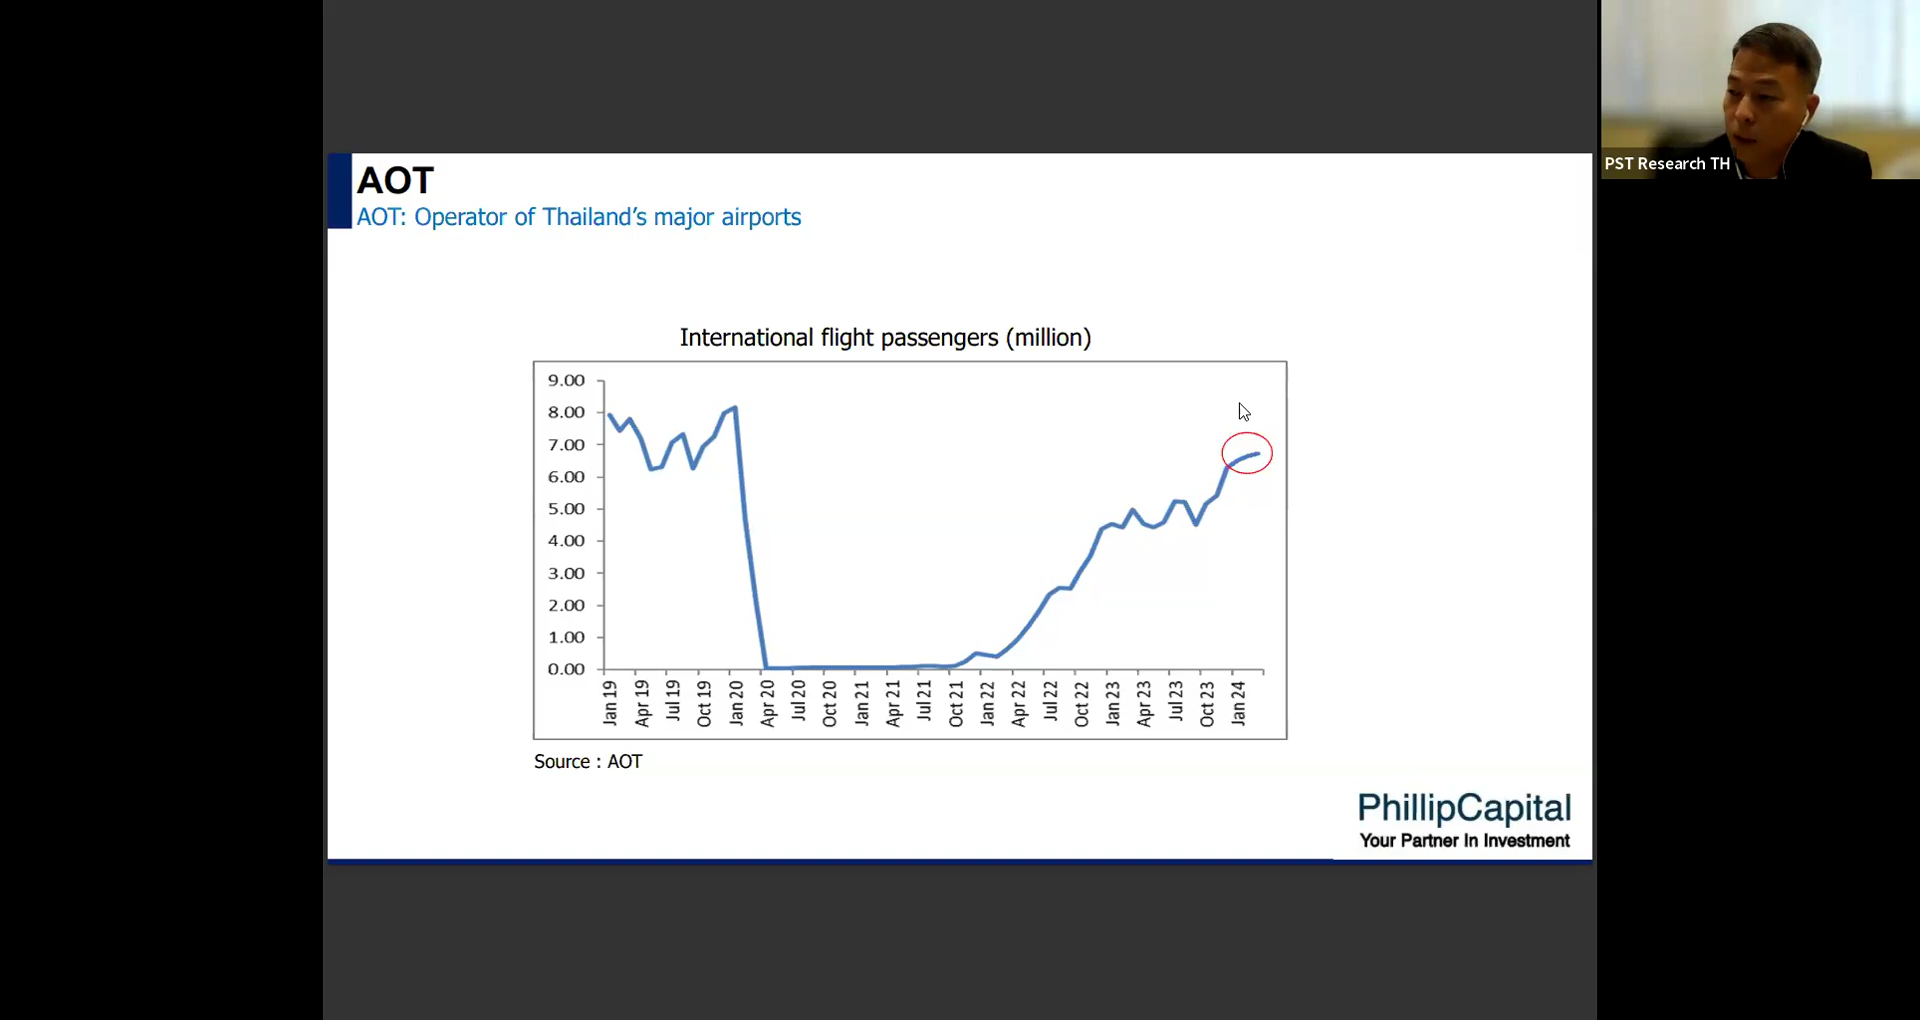 PST Research TH
AOT
AOT: Operator of Thailand’s major airports
International flight passengers (million)
9.00
8.00
7.00
6.00
5.00
4.00
3.00
2.00
1.00
0.00
Jan 19
Apr 19
Jul 19
Oct 19
Jan 20
Apr 20
Jul 20
Oct 20
Jan 21
Apr 21
Jul 21
Oct 21
Jan 22
Apr 22
Jul 22
Oct 22
Jan 23
Apr 23
Jul 23
Oct 23
Jan 24
Source : AOT
PhillipCapital
Your Partner In Investment